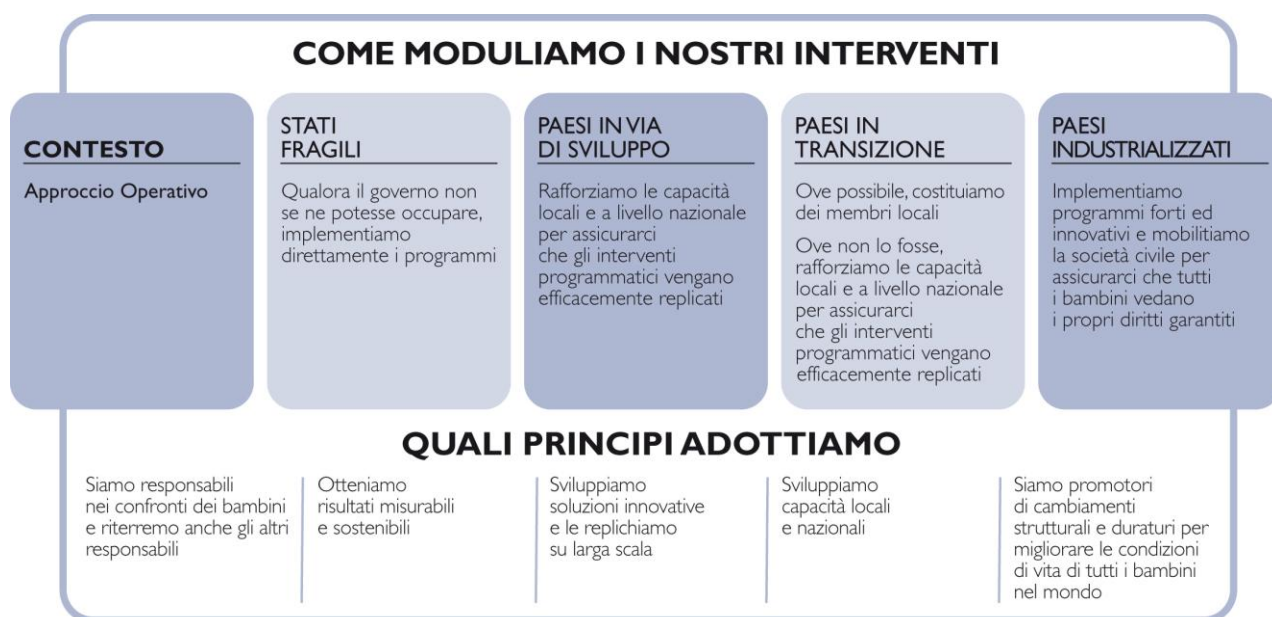 COME MODULIAMO I NOSTRI INTERVENTI
CONTESTO
Approccio Operativo
STATI
FRAGILI
Qualora il governo non
se ne potesse occupare,
implementiamo
direttamente i programmi
PAESI IN VIA
DI SVILUPPO
Rafforziamo le capacità
locali e a livello nazionale
per assicurarci
che gli interventi
programmatici vengano
efficacemente replicati
PAESI IN
TRANSIZIONE
Ove possibile, costituiamo
dei membri locali
Ove non lo fosse,
rafforziamo le capacità
locali e a livello nazionale
per assicurarci
che gli interventi
programmatici vengano
efficacemente replicati
PAESI
INDUSTRIALIZZATI
Implementiamo
programmi forti ed
innovativi e mobilitiamo
la società civile per
assicurarci che tutti
i bambini vedano
i propri diritti garantiti
QUALI PRINCIPI ADOTTIAMO
Siamo responsabili
nei confronti dei bambini
e riterremo anche gli altri
responsabili
Otteniamo
risultati misurabili
e sostenibili
Sviluppiamo
soluzioni innovative
e le replichiamo
su larga scala
Sviluppiamo
capacità locali
e nazionali
Siamo promotori
di cambiamenti
strutturali e duraturi per
migliorare le condizioni
di vita di tutti i bambini
nel mondo